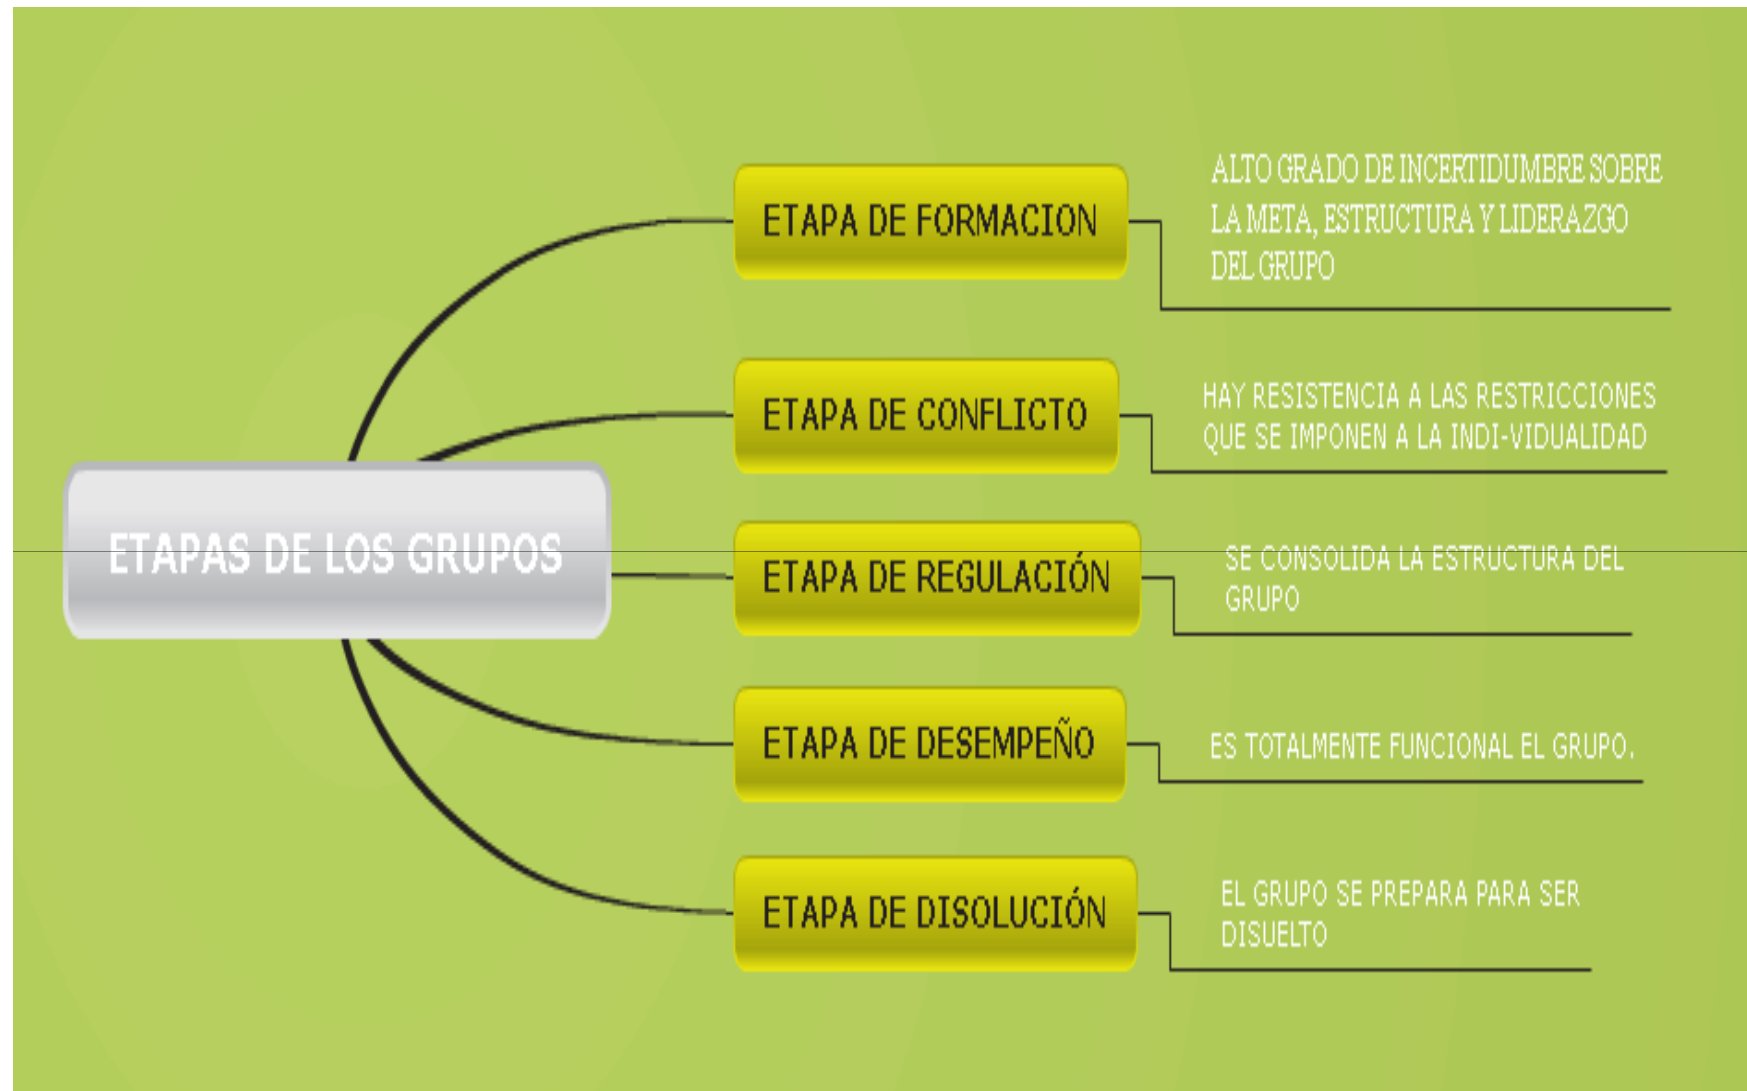 ETAPAS DE LOS GRUPOS
ETAPA DE FORMACION
ALTO GRADO DE INCERTIDUMBRE SOBRE
LA META, ESTRUCTURA Y LIDERAZGO
DEL GRUPO
ETAPA DE CONFLICTO
HAY RESISTENCIA A LAS RESTRICCIONES
QUE SE IMPONEN A LA INDI-VIDUALIDAD
ETAPA DE REGULACIÓN
SE CONSOLIDA LA ESTRUCTURA DEL
GRUPO
ETAPA DE DESEMPEÑO
ES TOTALMENTE FUNCIONAL EL GRUPO.
ETAPA DE DISOLUCIÓN
EL GRUPO SE PREPARA PARA SER
DISUELTO